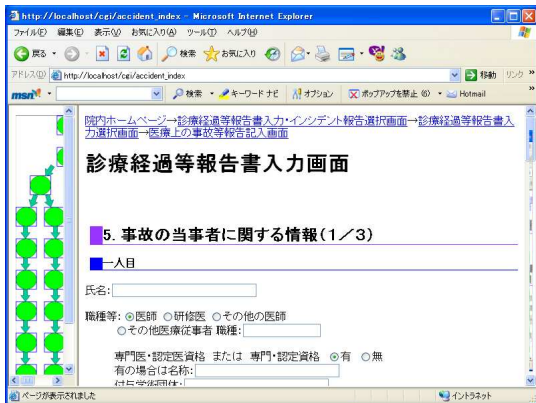 http://localhost/cgi/accident_index - Microsoft Internet Explorer
ファイル(F) 編集(E) 表示(V) お気に入り(A) ツール(T) ヘルプ(H)
戻る 検索 お気に入り
アドレス(D) http://localhost/cgi/accident_index 移動 リンク »
msn 検索 キーワード ナビ オプション ポップアップを禁止 (6) Hotmail »
院内ホームページ→診療経過等報告書入力・インシデント報告選択画面→診療経過等報告書入
力選択画面→医療上の事故等報告記入画面
診療経過等報告書入力画面
5. 事故の当事者に関する情報(1/3)
一人目
氏名:
職種等: 医師 研修医 その他の医師
その他医療従事者 職種:
専門医・認定医資格 または 専門・認定資格 有 無
有の場合は名称:
付与学術団体:
ページが表示されました イントラネット